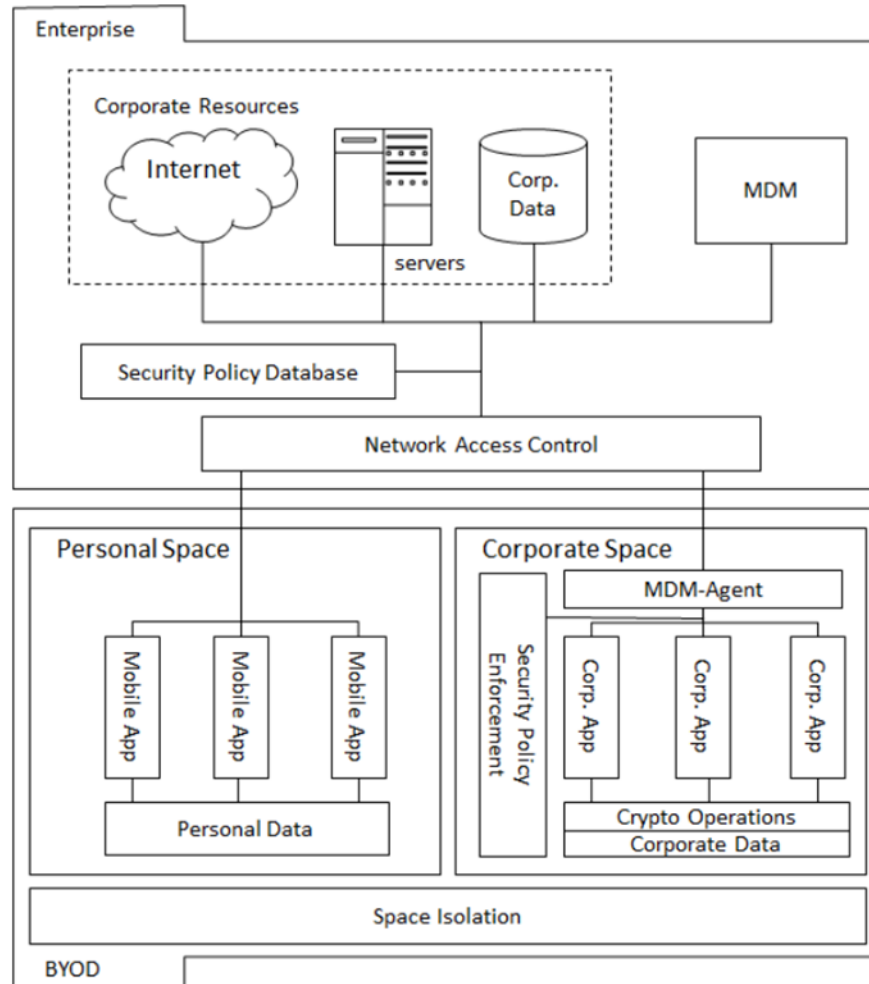 Enterprise
Corporate Resources
Internet
Corp.
Data
MDM
servers
Security Policy Database
Network Access Control
Personal Space
Corporate Space
MDM-Agent
Mobile App
Mobile App
Mobile App
Security Policy
Enforcement
Corp. App
Corp. App
Corp. App
Personal Data
Crypto Operations
Corporate Data
Space Isolation
BYOD